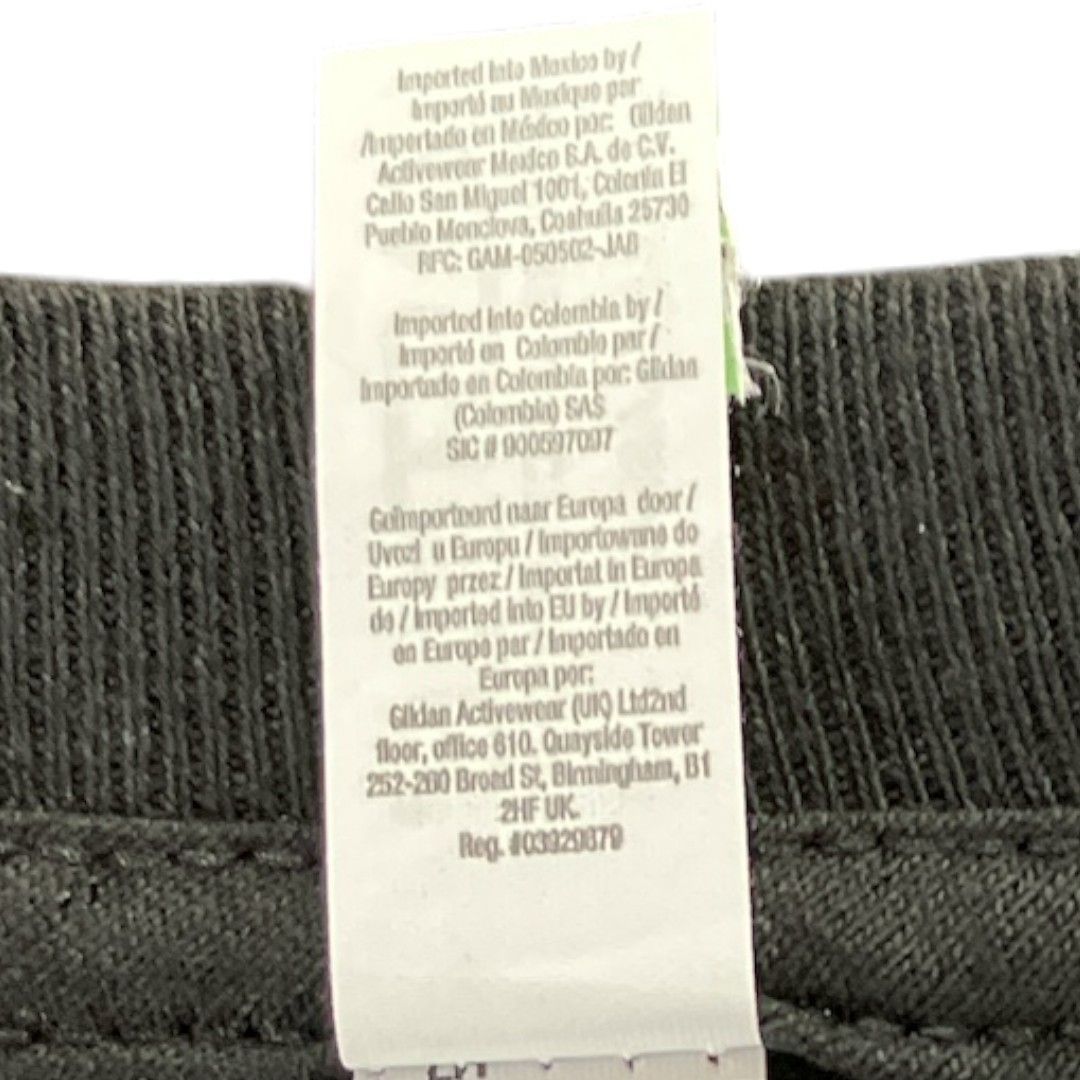 Imported Into Mexico by /
Importé au Mexique par
/Importado en México por: Gildan
Activewear Mexico S.A. de C.V.
Calle San Miguel 1001, Colonia El
Pueblo Monclova, Coahuila 25730
RFC: GAM-050502-JA8
Imported Into Colombia by /
Importé en Colombie par /
Importado en Colombia por: Gildan
(Colombia) SAS
SIC # 900597097
Geïmporteerd naar Europa door /
Uvozl u Europu / Importowane do
Europy przez / Importat în Europa
de / Imported into EU by / Importé
en Europe par / Importado en
Europa por:
Gildan Activewear (UK) Ltd2nd
floor, office 610. Quayside Tower
Broad St, Birmingham, B1
2HF UK.
Reg.